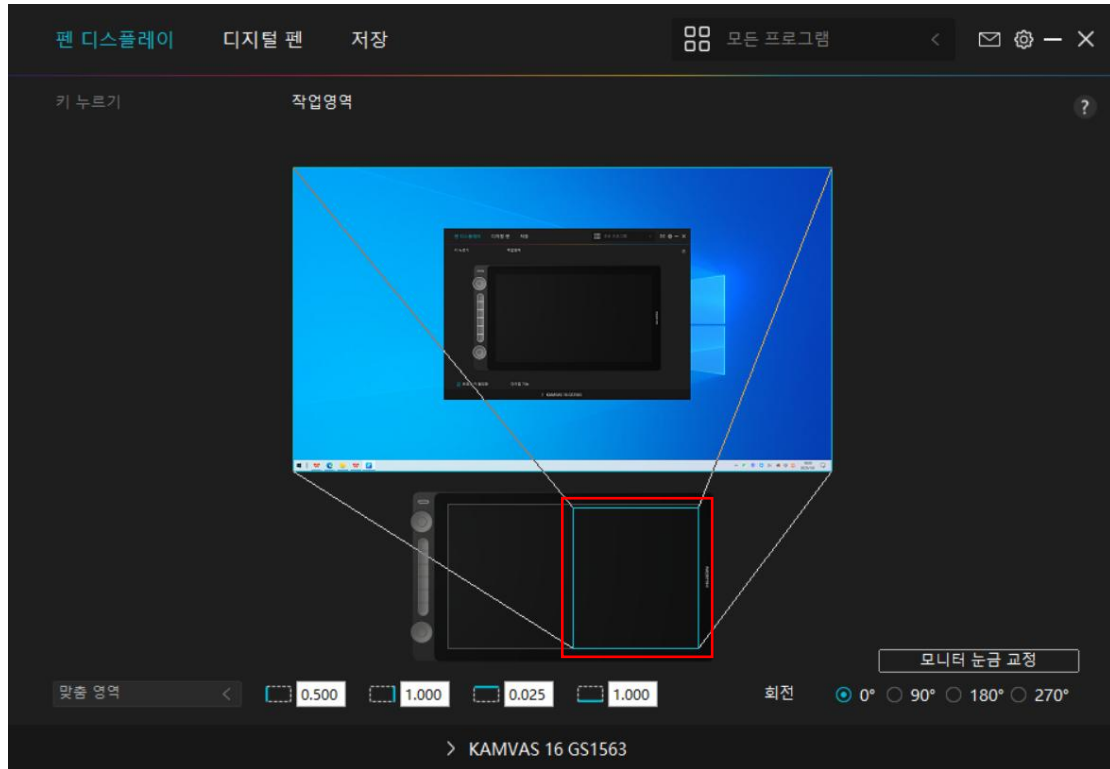 펜 디스플레이 디지털 펜 저장 모든 프로그램
키 누르기 작업영역 ?
모니터 눈금 교정
맞춤 영역 0.500 1.000 0.025 1.000 회전 0° 90° 180° 270°
KAMVAS 16 GS1563